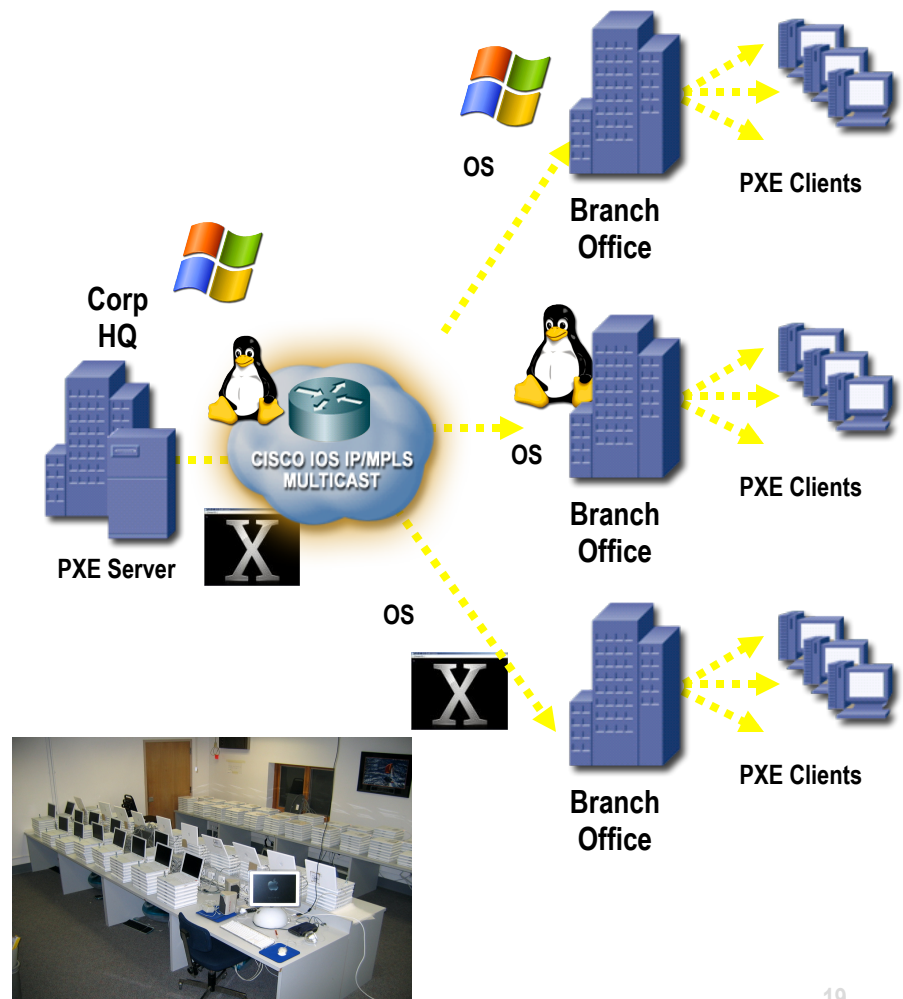 OS
PXE Clients
Branch
Office
Corp
HQ
CISCO IOS IP/MPLS
MULTICAST
OS
PXE Clients
Branch
Office
PXE Server
X
OS
X
PXE Clients
Branch
Office
19